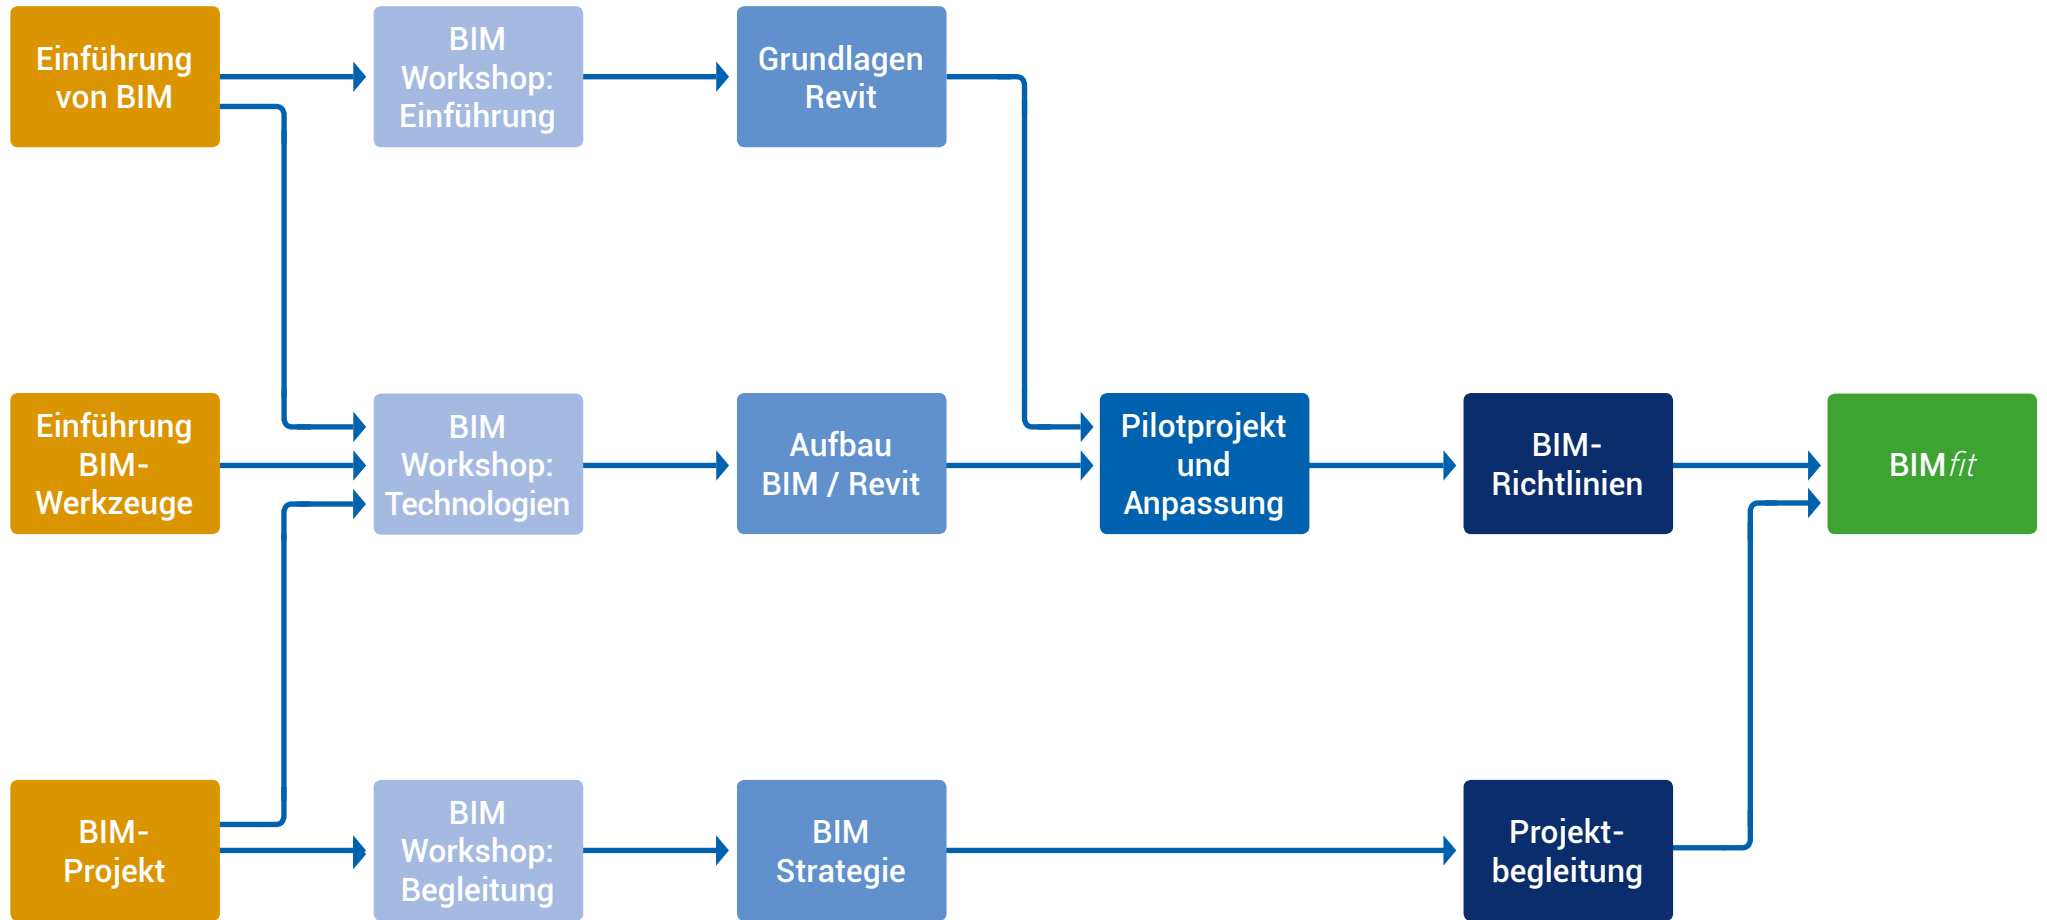 Einführung
von BIM
BIM
Workshop:
Einführung
Grundlagen
Revit
Einführung
BIM-
Werkzeuge
BIM
Workshop:
Technologien
Aufbau
BIM / Revit
Pilotprojekt
und
Anpassung
BIM-
Richtlinien
BIMfit
BIM-
Projekt
BIM
Workshop:
Begleitung
BIM
Strategie
Projekt-
begleitung